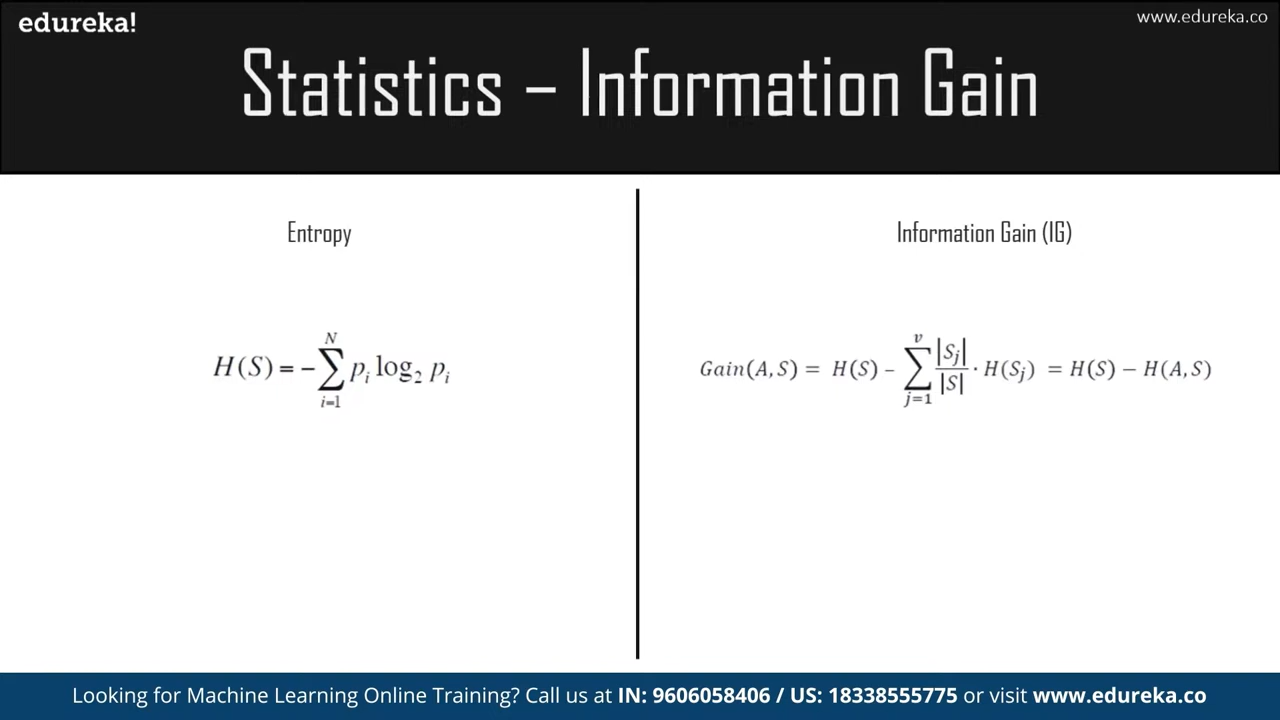 edureka!
www.edureka.co
Statistics – Information Gain
Entropy
H(S) = -∑_{i=1}^{N} p_i log_2 p_i
Information Gain (IG)
Gain(A,S) = H(S) – ∑_{j=1}^{v} |S_j|/|S| · H(S_j) = H(S) – H(A,S)
Looking for Machine Learning Online Training? Call us at IN: 9606058406 / US: 18338555775 or visit www.edureka.co